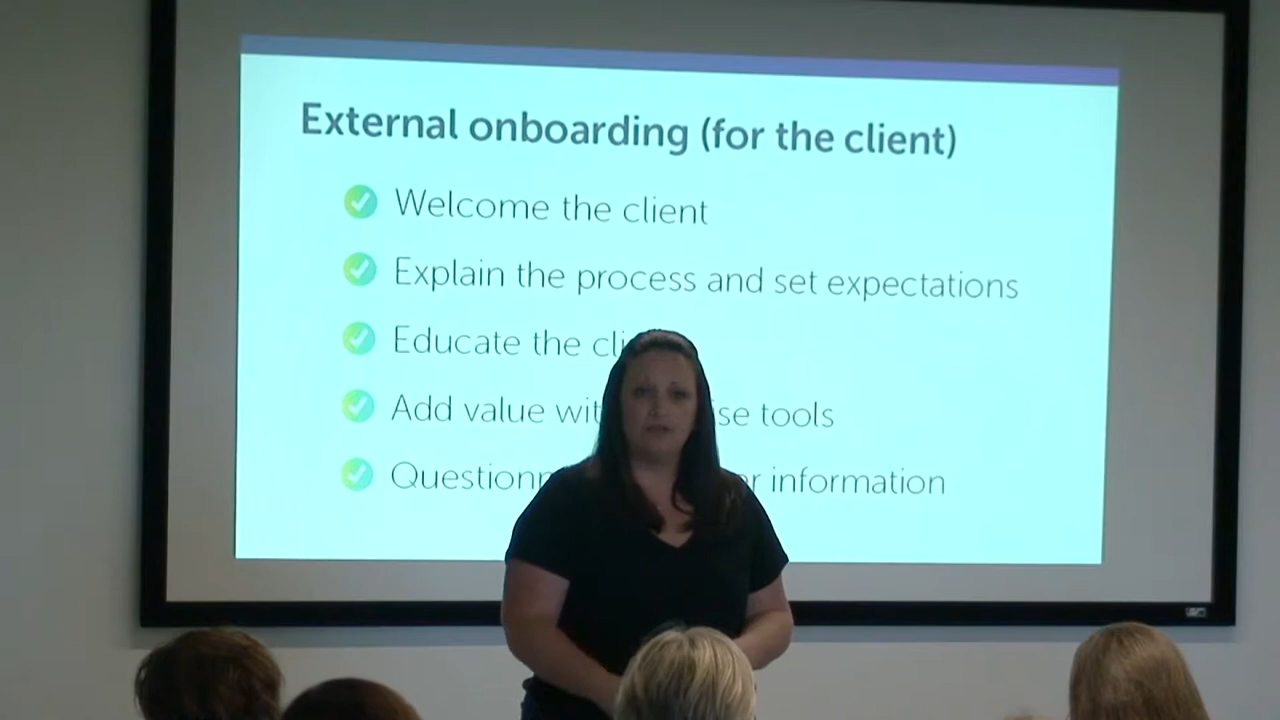 External onboarding (for the client)
Welcome the client
Explain the process and set expectations
Educate the
Add value tools
information